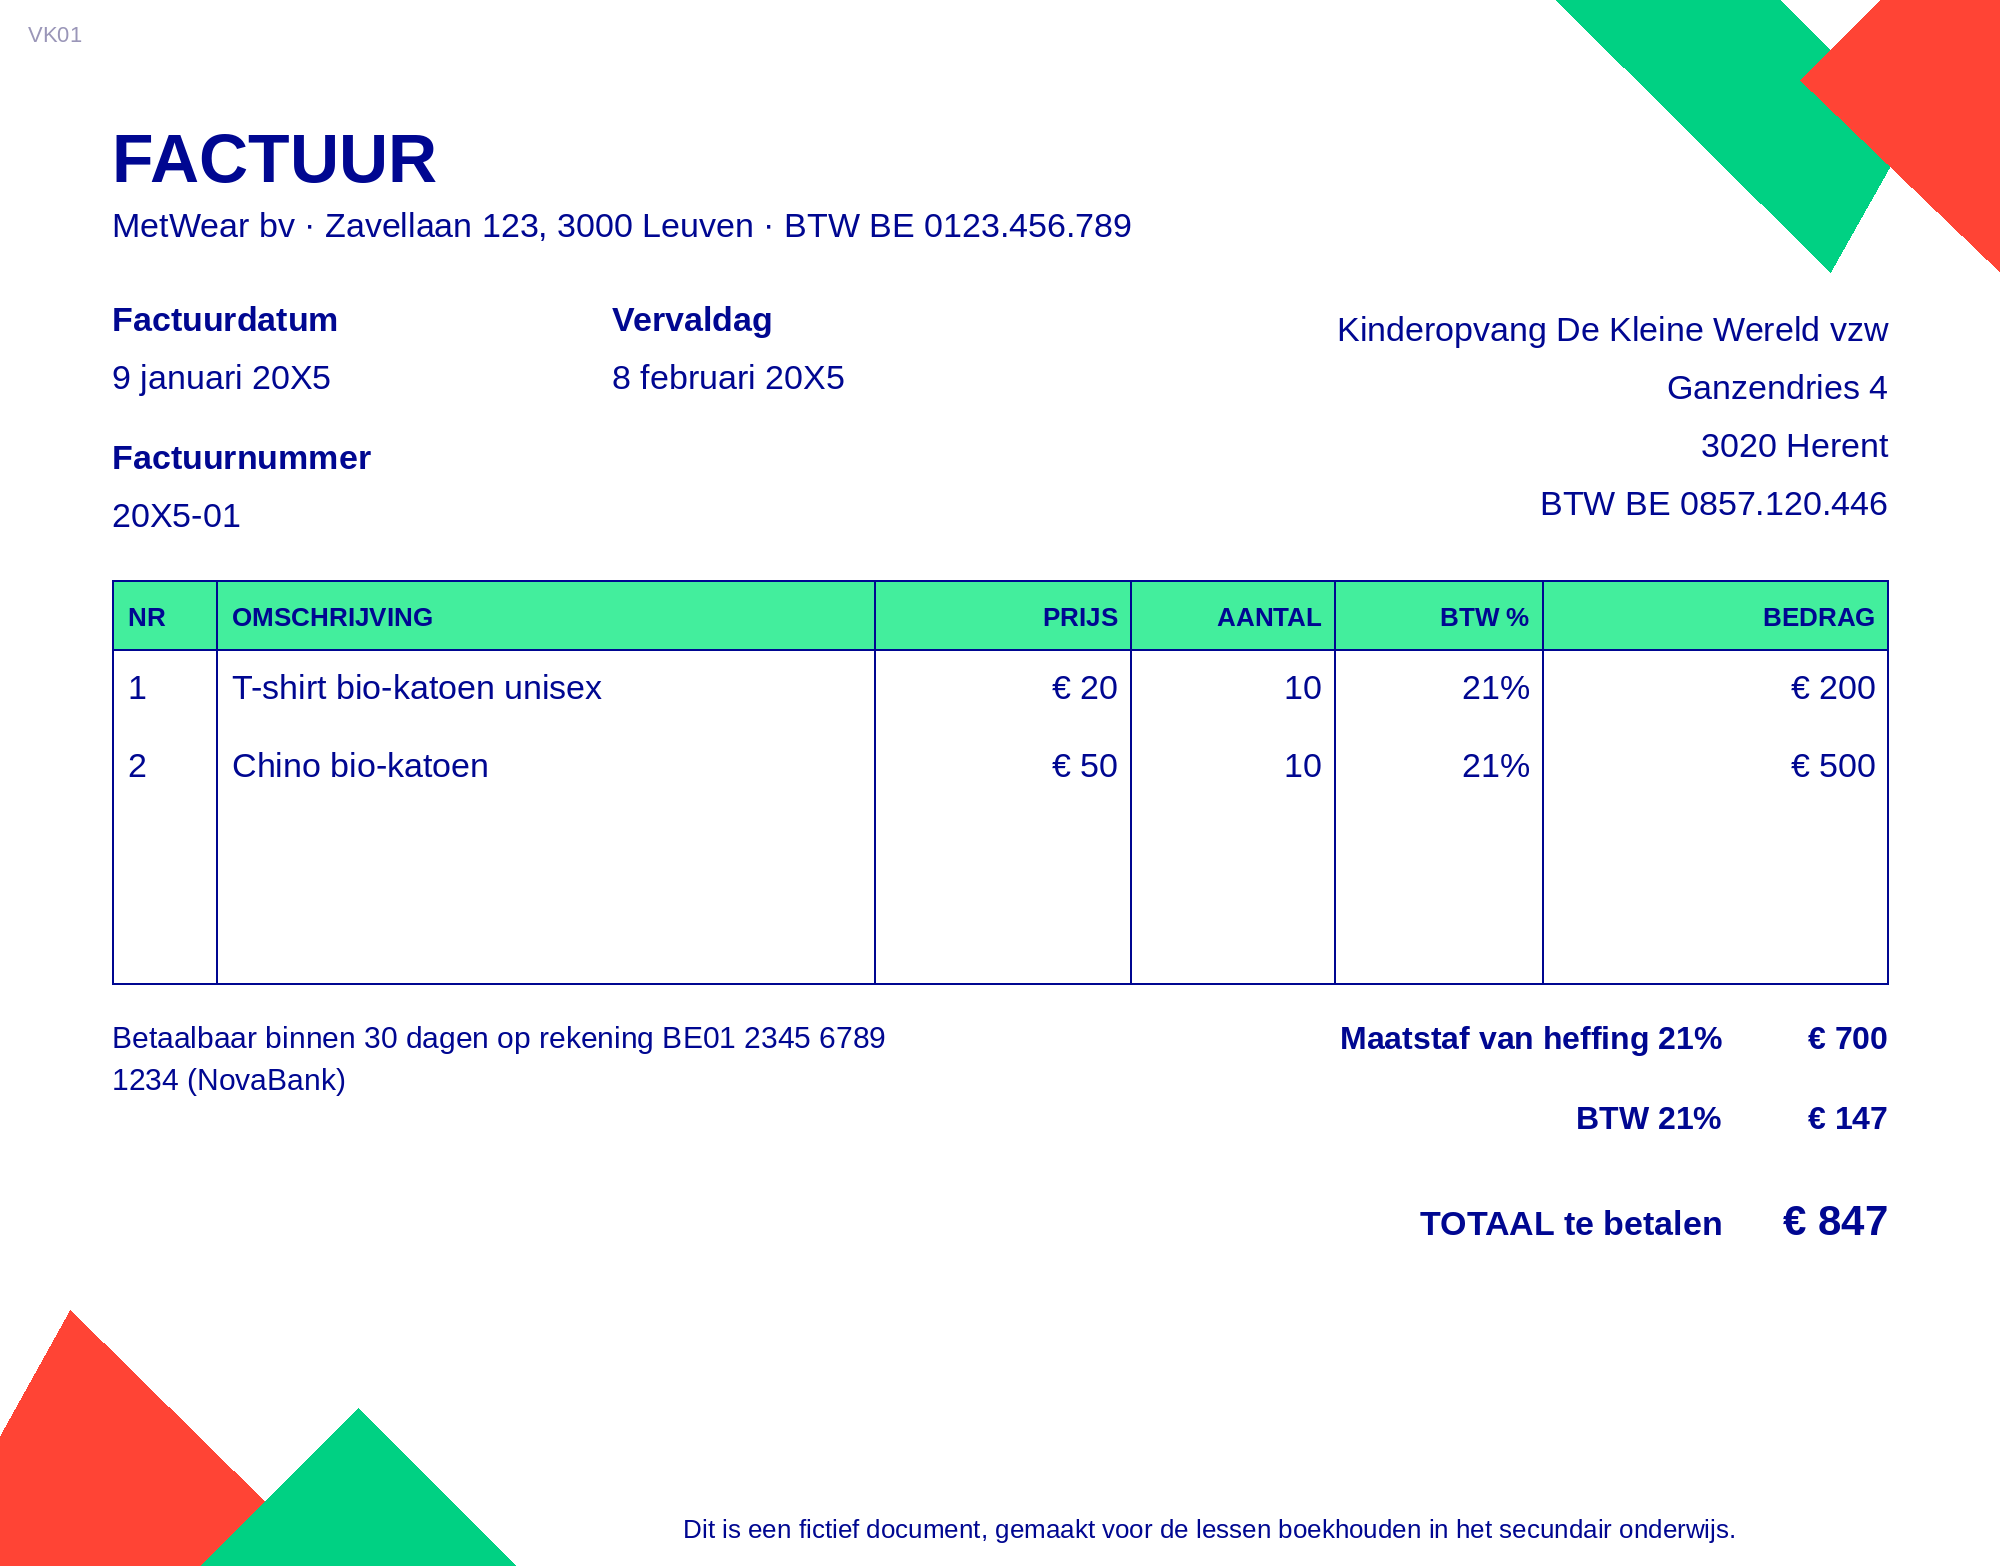 VK01
FACTUUR
MetWear bv · Zavellaan 123, 3000 Leuven · BTW BE 0123.456.789
Factuurdatum
9 januari 20X5
Vervaldag
8 februari 20X5
Factuurnummer
20X5-01
Kinderopvang De Kleine Wereld vzw
Ganzendries 4
3020 Herent
BTW BE 0857.120.446
NR OMSCHRIJVING PRIJS AANTAL BTW % BEDRAG
1 T-shirt bio-katoen unisex € 20 10 21% € 200
2 Chino bio-katoen € 50 10 21% € 500
Betaalbaar binnen 30 dagen op rekening BE01 2345 6789
1234 (NovaBank)
Maatstaf van heffing 21% € 700
BTW 21% € 147
TOTAAL te betalen € 847
Dit is een fictief document, gemaakt voor de lessen boekhouden in het secundair onderwijs.